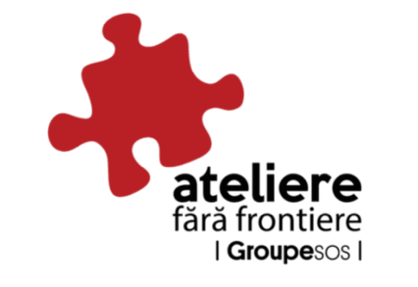 ateliere
fără frontiere
| Groupesos |